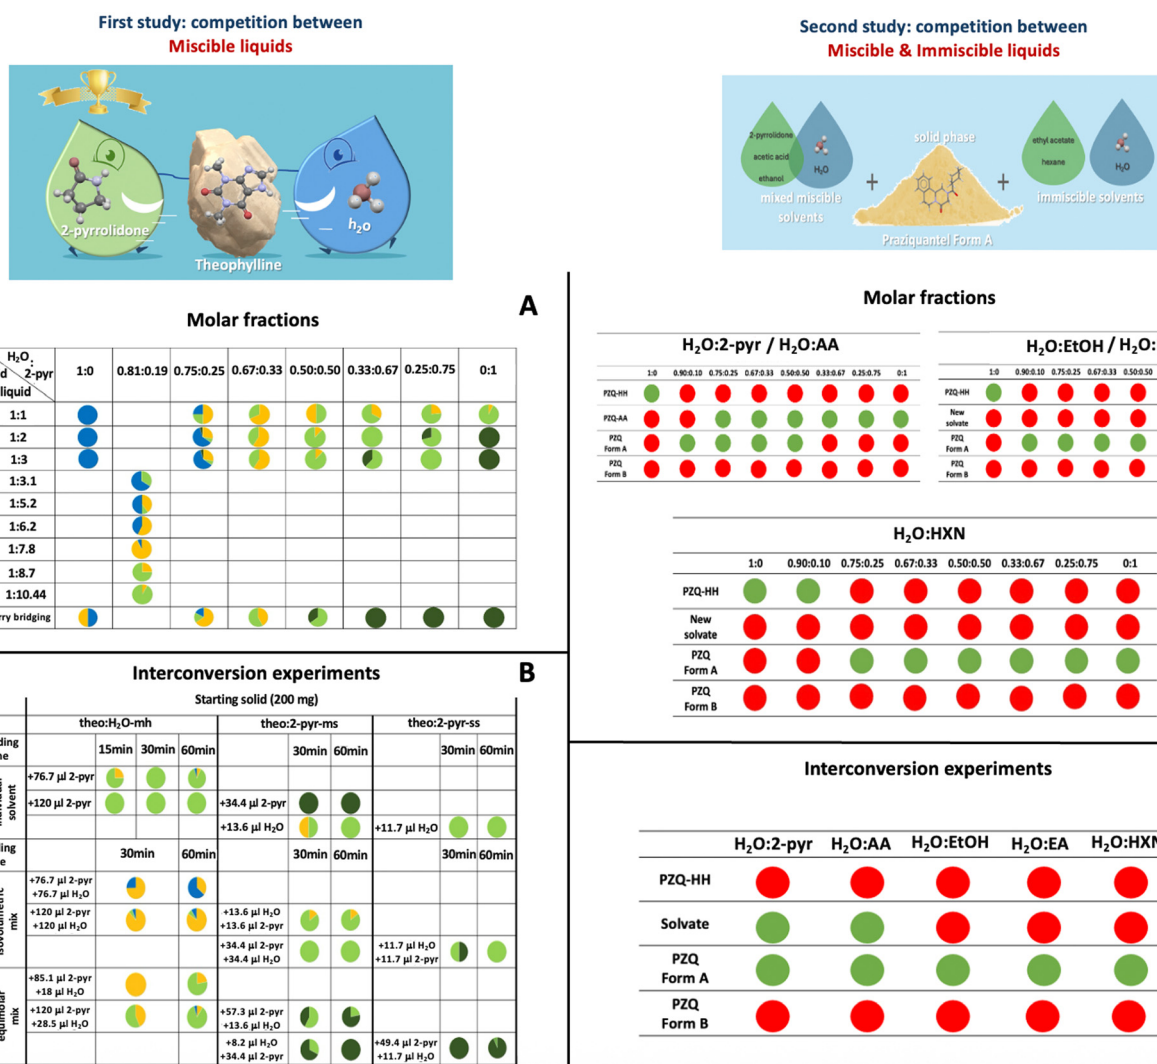 First study: competition between
Miscible liquids
2-pyrrolidone
Theophylline
h₂o
A
Molar fractions
H₂O:
2-pyr
liquid
1:0 0.81:0.19 0.75:0.25 0.67:0.33 0.50:0.50 0.33:0.67 0.25:0.75 0:1
1:1
1:2
1:3
1:3.1
1:5.2
1:6.2
1:7.8
1:8.7
1:10.44
bridging
Interconversion experiments
B
Starting solid (200 mg)
theo:H₂O-mh theo:2-pyr-ms theo:2-pyr-ss
15min 30min 60min 30min 60min 30min 60min
solvent
+76.7 µl 2-pyr
+120 µl 2-pyr +34.4 µl 2-pyr
+13.6 µl H₂O +11.7 µl H₂O
30min 60min 30min 60min 30min 60min
mix
+76.7 µl 2-pyr
+76.7 µl H₂O
+120 µl 2-pyr +13.6 µl H₂O
+120 µl H₂O +13.6 µl 2-pyr
+34.4 µl 2-pyr +11.7 µl H₂O
+34.4 µl H₂O +11.7 µl 2-pyr
equimolar
mix
+85.1 µl 2-pyr
+18 µl H₂O
+120 µl 2-pyr +57.3 µl 2-pyr
+28.5 µl H₂O +13.6 µl H₂O
+8.2 µl H₂O +49.4 µl 2-pyr
+34.4 µl 2-pyr +11.7 µl H₂O
Second study: competition between
Miscible & Immiscible liquids
2-pyrrolidone
acetic acid
ethanol
H₂O
mixed miscible
solvents
+
solid phase
Praziquantel Form A
+
ethyl acetate
hexane
H₂O
immiscible solvents
Molar fractions
H₂O:2-pyr / H₂O:AA
1:0 0.90:0.10 0.75:0.25 0.67:0.33 0.50:0.50 0.33:0.67 0.25:0.75 0:1
PZQ-HH
PZQ-AA
PZQ
Form A
PZQ
Form B
H₂O:EtOH / H₂O:
1:0 0.90:0.10 0.75:0.25 0.67:0.33 0.50:0.50
PZQ-HH
New
solvate
PZQ
Form A
PZQ
Form B
H₂O:HXN
1:0 0.90:0.10 0.75:0.25 0.67:0.33 0.50:0.50 0.33:0.67 0.25:0.75 0:1
PZQ-HH
New
solvate
PZQ
Form A
PZQ
Form B
Interconversion experiments
H₂O:2-pyr H₂O:AA H₂O:EtOH H₂O:EA H₂O:HXN
PZQ-HH
Solvate
PZQ
Form A
PZQ
Form B